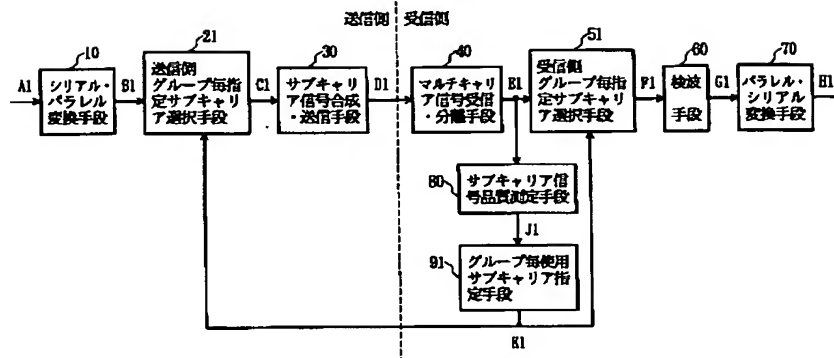 送信側 受信側
10
21
30
40
51
60
70
A1
シリアル・
パラレル
変換手段
B1
送信側
グループ毎指
定サブキャリ
ア選択手段
C1
サブキャリ
ア信号合成
・送信手段
D1
マルチキャリ
ア信号受信
・分離手段
E1
受信側
グループ毎指
定サブキャリ
ア選択手段
F1
検波
手段
G1
パラレル・
シリアル
変換手段
H1
80
サブキャリア信
号品質測定手段
J1
91
グループ毎使用
サブキャリア指
定手段
K1